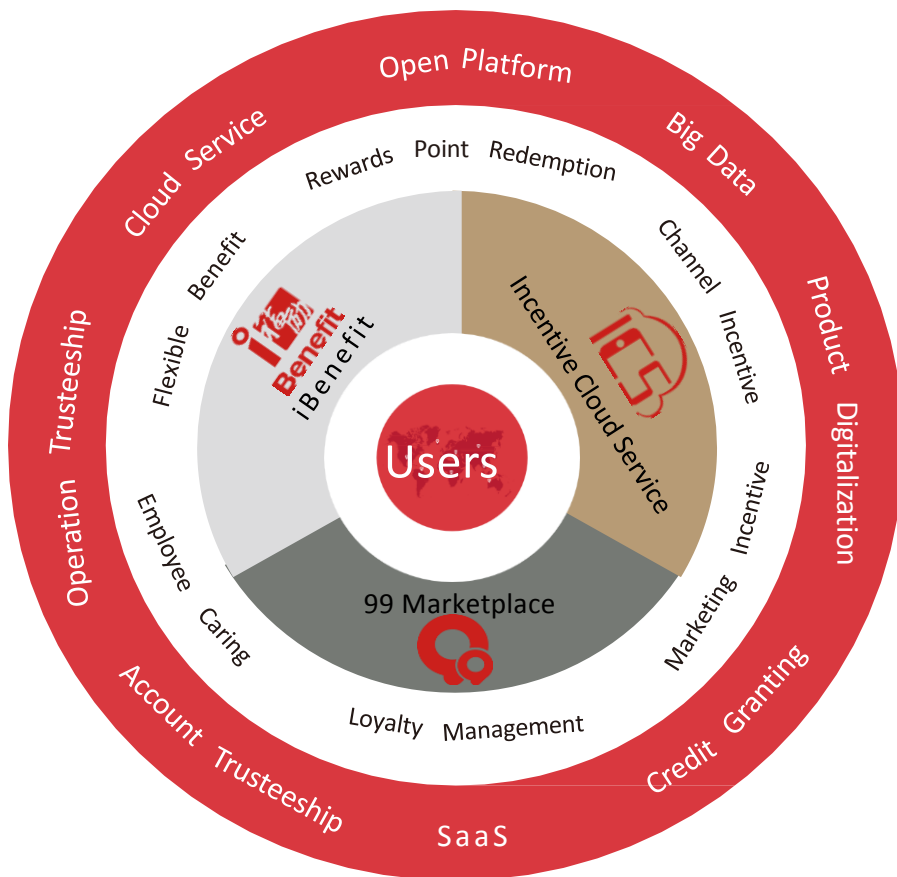 Open Platform
Big Data
Product Digitalization
Credit Granting
SaaS
Account Trusteeship
Operation Trusteeship
Cloud Service
Rewards Point Redemption
Channel Incentive
Marketing Incentive
Loyalty Management
Employee Caring
Flexible Benefit
Benefit
iBenefit
Incentive Cloud Service
99 Marketplace
Users